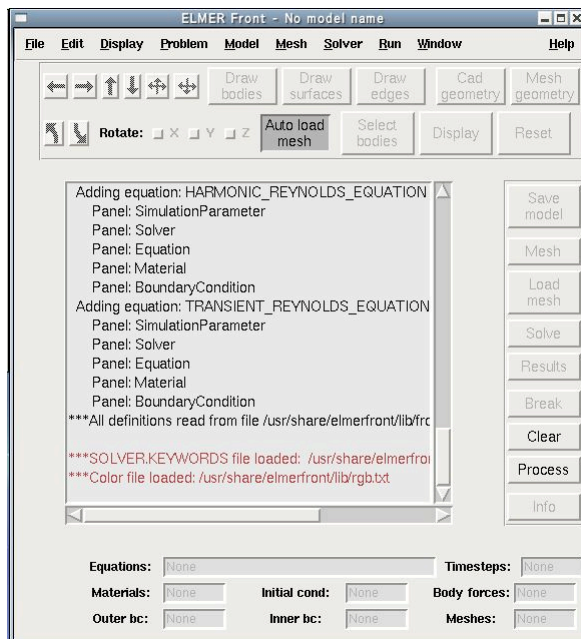 ELMER Front - No model name
File Edit Display Problem Model Mesh Solver Run Window Help
Draw bodies Draw surfaces Draw edges Cad geometry Mesh geometry
Rotate: X Y Z Auto load mesh Select bodies Display Reset
Adding equation: HARMONIC_REYNOLDS_EQUATION
Panel: SimulationParameter
Panel: Solver
Panel: Equation
Panel: Material
Panel: BoundaryCondition
Adding equation: TRANSIENT_REYNOLDS_EQUATION
Panel: SimulationParameter
Panel: Solver
Panel: Equation
Panel: Material
Panel: BoundaryCondition
***All definitions read from file /usr/share/elmerfront/lib/frc
***SOLVER.KEYWORDS file loaded: /usr/share/elmerfror
***Color file loaded: /usr/share/elmerfront/lib/rgb.txt
Save model
Mesh
Load mesh
Solve
Results
Break
Clear
Process
Info
Equations: None Timesteps: None
Materials: None Initial cond: None Body forces: None
Outer bc: None Inner bc: None Meshes: None